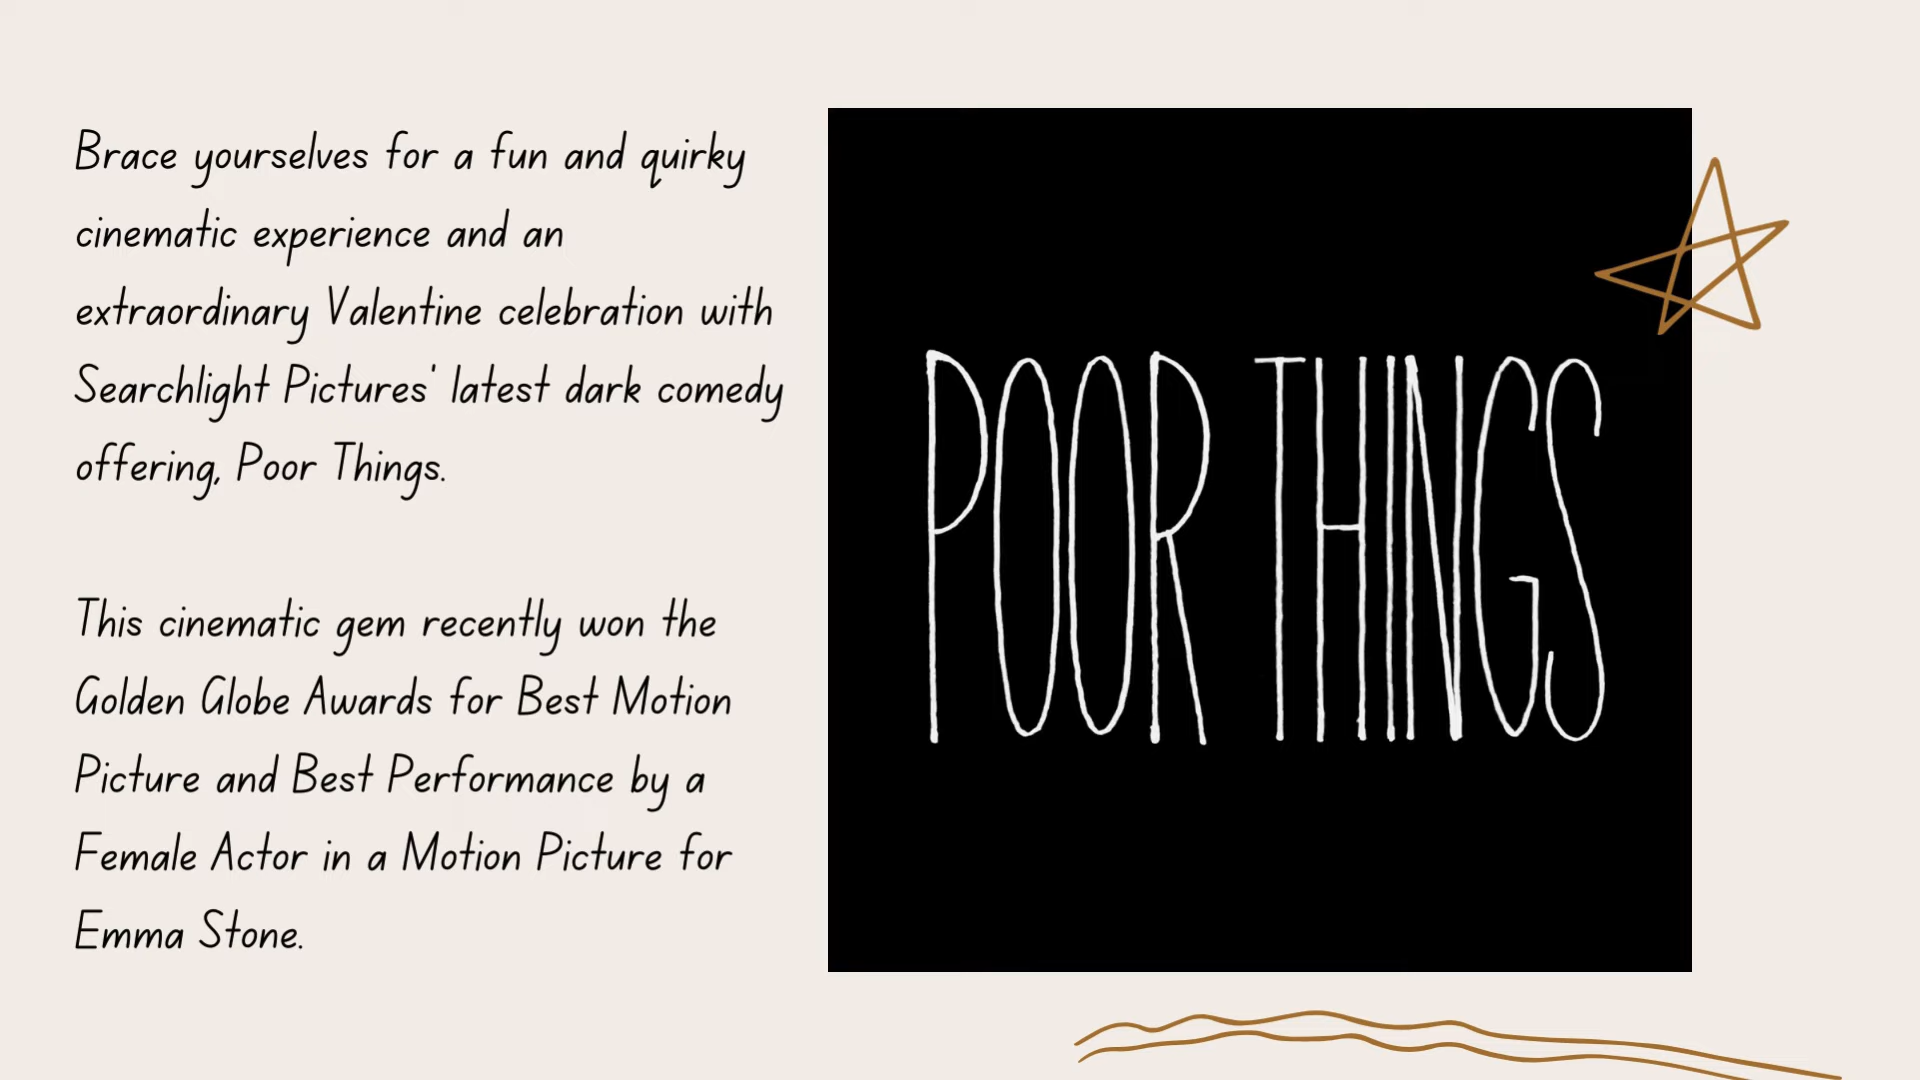 Brace yourselves for a fun and quirky
cinematic experience and an
extraordinary Valentine celebration with
Searchlight Pictures' latest dark comedy
offering, Poor Things.
This cinematic gem recently won the
Golden Globe Awards for Best Motion
Picture and Best Performance by a
Female Actor in a Motion Picture for
Emma Stone.
POOR THINGS